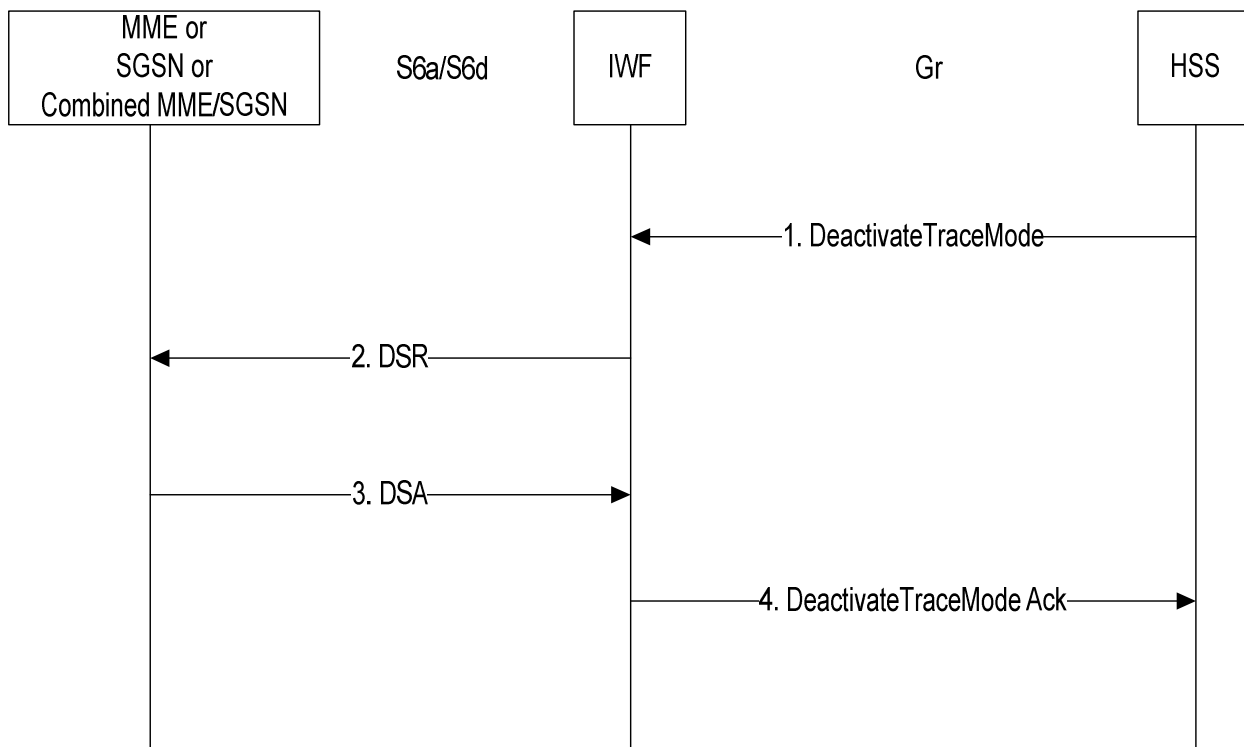 MME or
SGSN or
Combined MME/SGSN
S6a/S6d
IWF
Gr
HSS
1. DeactivateTraceMode
2. DSR
3. DSA
4. DeactivateTraceMode Ack